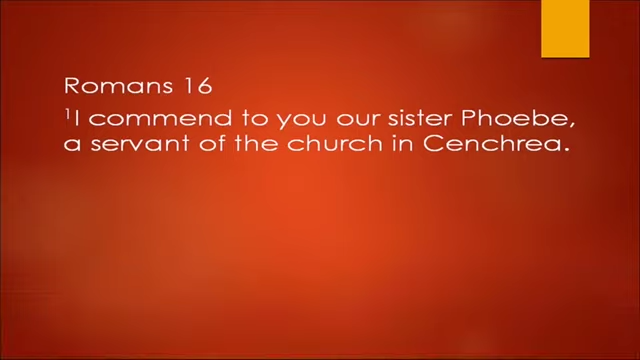 Romans 16
¹I commend to you our sister Phoebe,
a servant of the church in Cenchrea.